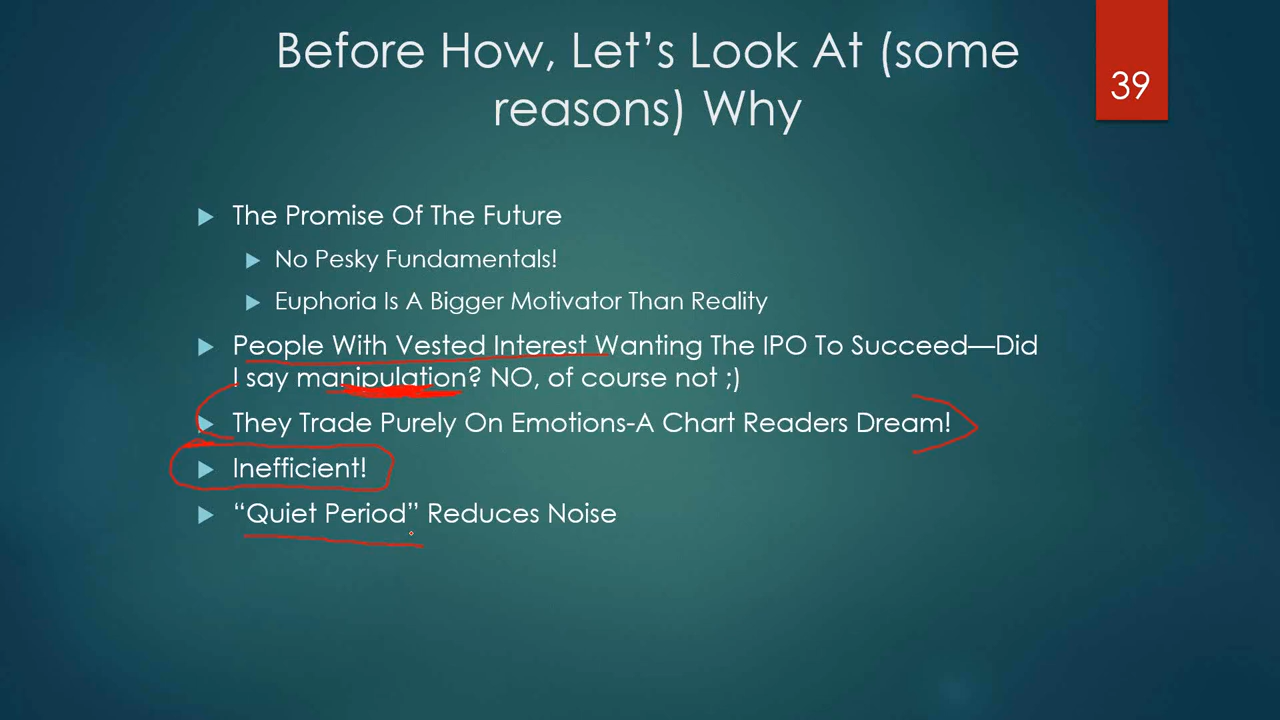 Before How, Let's Look At (some
reasons) Why
39
The Promise Of The Future
No Pesky Fundamentals!
Euphoria Is A Bigger Motivator Than Reality
People With Vested Interest Wanting The IPO To Succeed—Did
I say manipulation? NO, of course not ;)
They Trade Purely On Emotions-A Chart Readers Dream!
Inefficient!
“Quiet Period” Reduces Noise